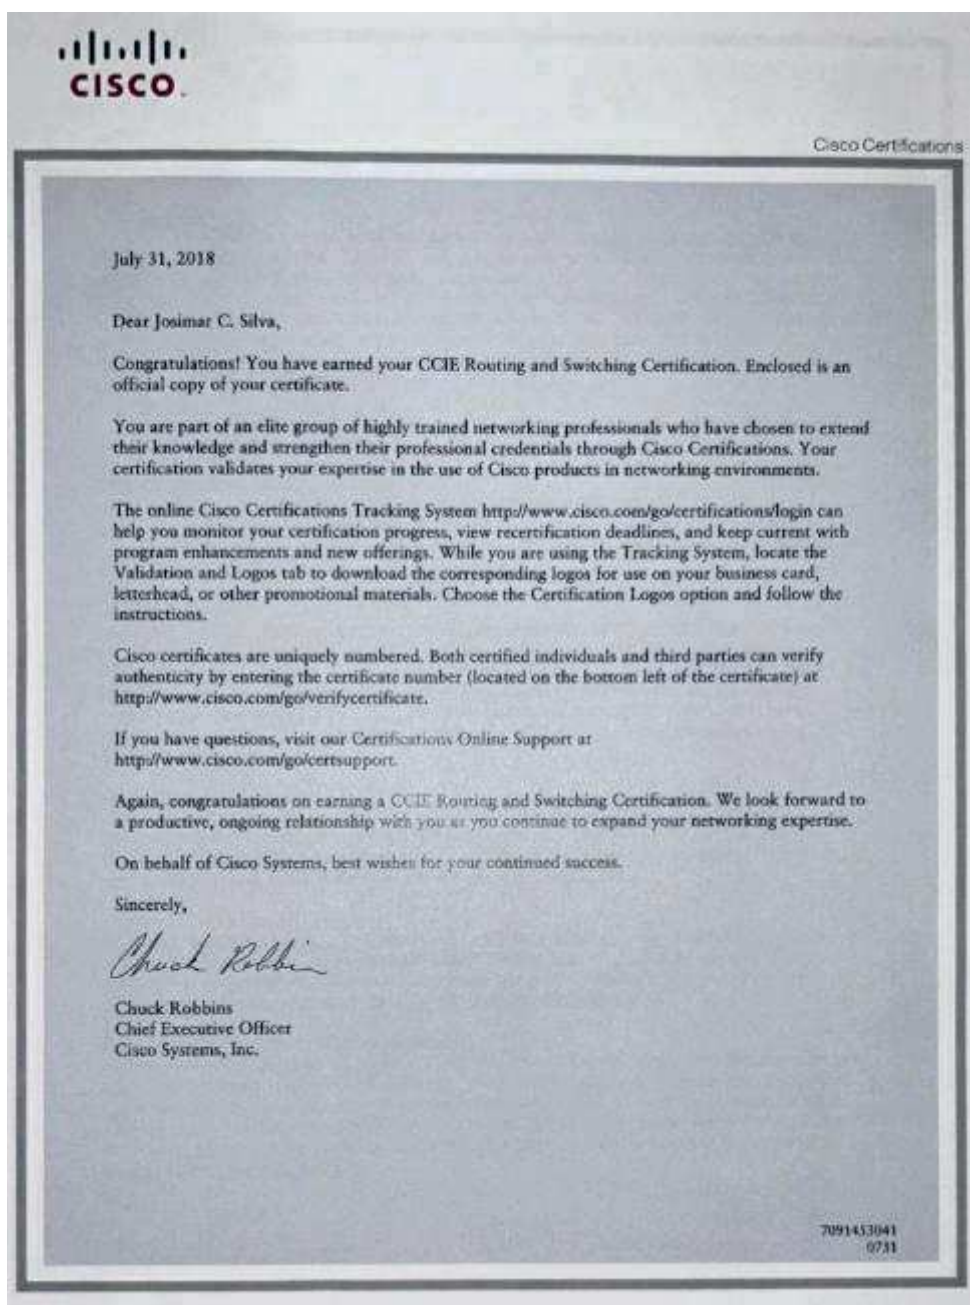 CISCO.
Cisco Certifications
July 31, 2018
Dear Josimar C. Silva,
Congratulations! You have earned your CCIE Routing and Switching Certification. Enclosed is an
official copy of your certificate.
You are part of an elite group of highly trained networking professionals who have chosen to extend
their knowledge and strengthen their professional credentials through Cisco Certifications. Your
certification validates your expertise in the use of Cisco products in networking environments.
The online Cisco Certifications Tracking System http://www.cisco.com/go/certifications/login can
help you monitor your certification progress, view recertification deadlines, and keep current with
program enhancements and new offerings. While you are using the Tracking System, locate the
Validation and Logos tab to download the corresponding logos for use on your business card,
letterhead, or other promotional materials. Choose the Certification Logos option and follow the
instructions.
Cisco certificates are uniquely numbered. Both certified individuals and third parties can verify
authenticity by entering the certificate number (located on the bottom left of the certificate) at
http://www.cisco.com/go/verifycertificate.
If you have questions, visit our Certifications Online Support at
http://www.cisco.com/go/certsupport.
Again, congratulations on earning a CCIE Routing and Switching Certification. We look forward to
a productive, ongoing relationship with you as you continue to expand your networking expertise.
On behalf of Cisco Systems, best wishes for your continued success.
Sincerely,
Chuck Robbins
Chuck Robbins
Chief Executive Officer
Cisco Systems, Inc.
7091453041
0731